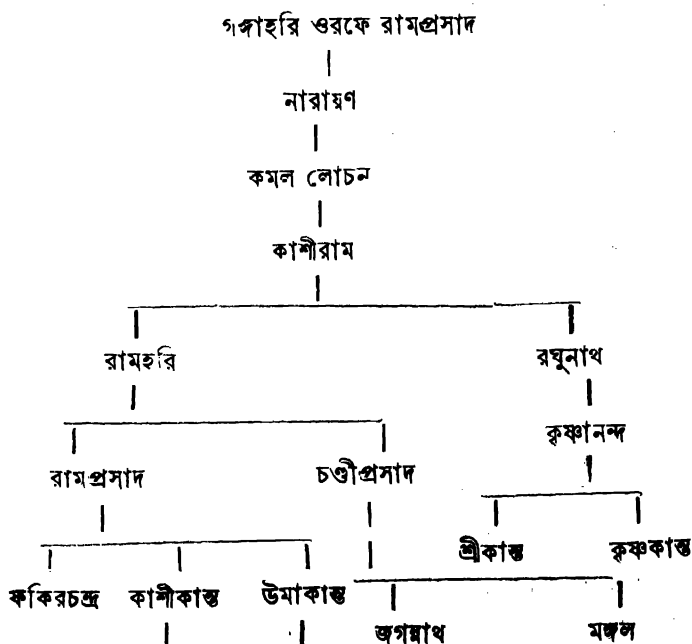 গঙ্গাহরি ওরফে রামপ্রসাদ
নারায়ণ
কমল লোচন
কাশীরাম
রামহরি রঘুনাথ
কৃষ্ণানন্দ
রামপ্রসাদ চণ্ডীপ্রসাদ
শ্রীকান্ত কৃষ্ণকান্ত
ফকিরচন্দ্র কাশীকান্ত উমাকান্ত
জগন্নাথ মঙ্গল